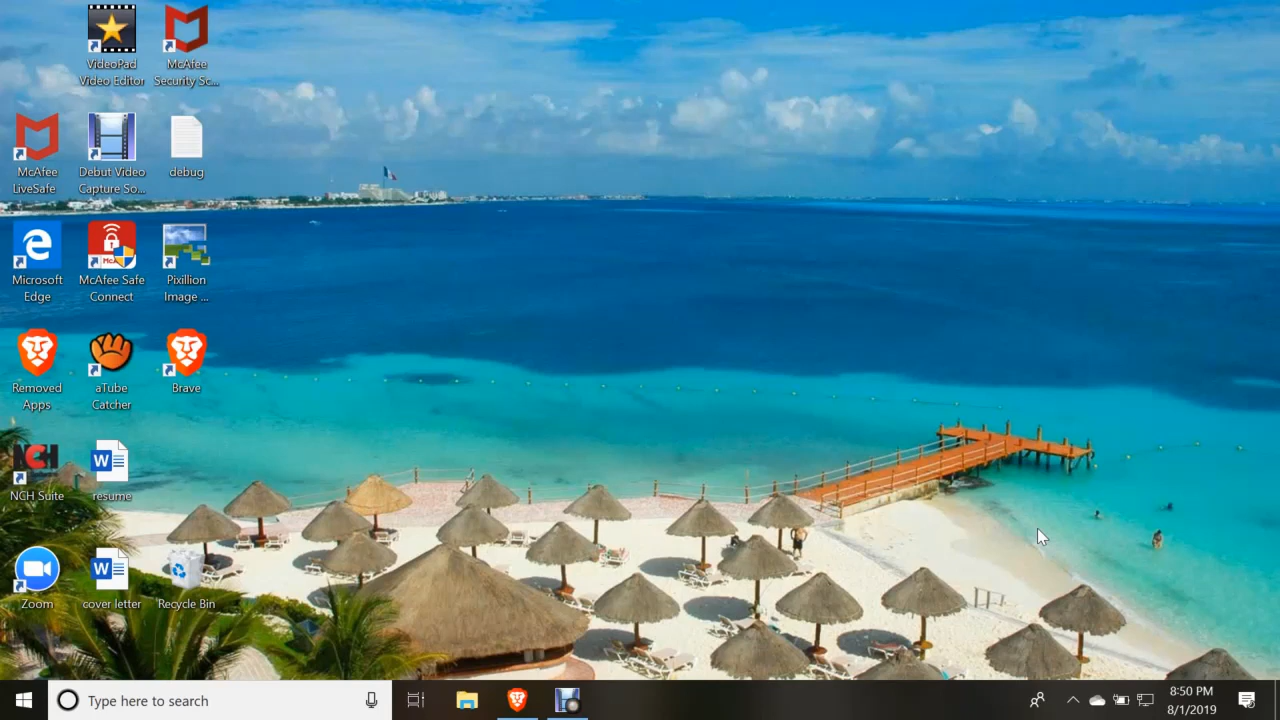 VideoPad
Video Editor
McAfee
Security Sc...
McAfee
LiveSafe
Debut Video
Capture So...
debug
Microsoft
Edge
McAfee Safe
Connect
Pixillion
Image ...
Removed
Apps
aTube
Catcher
Brave
NCH
NCH Suite
resume
Zoom
cover letter
Recycle Bin
Type here to search
8:50 PM
8/1/2019